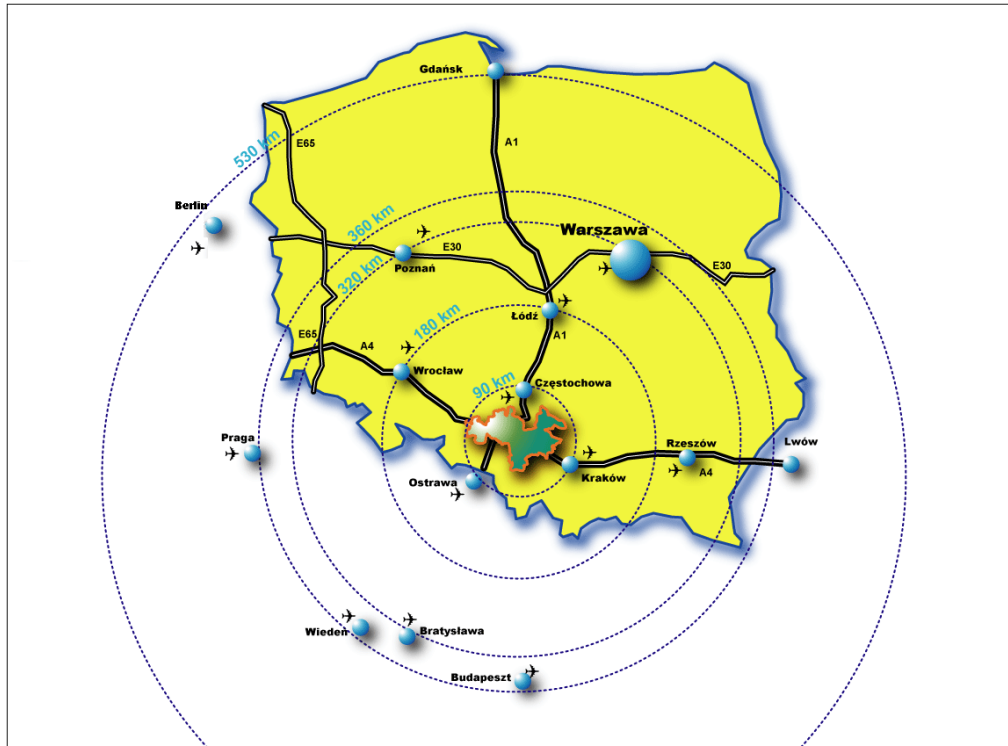 Gdańsk
A1
E65
530 km
Berlin
360 km
Warszawa
E30
Poznań
E30
320 km
Łódź
180 km
E65
A4
A1
Wrocław
90 km
Częstochowa
Praga
Rzeszów
Lwów
A4
Kraków
Ostrawa
Wiedeń
Bratysława
Budapeszt